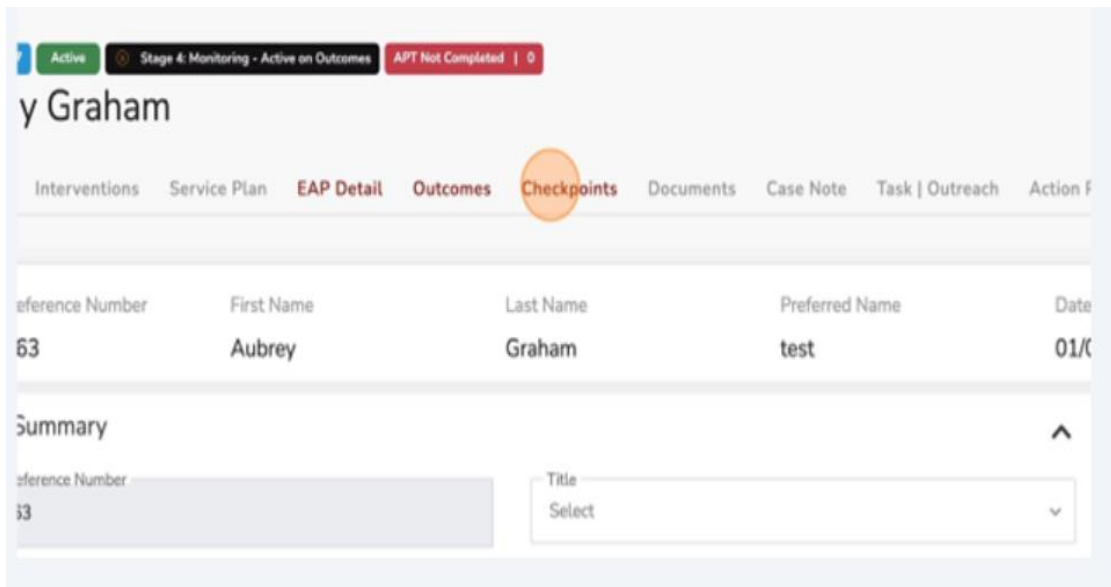 Active Stage 4: Monitoring - Active on Outcomes APT Not Completed | 0
y Graham
Interventions Service Plan EAP Detail Outcomes Checkpoints Documents Case Note Task | Outreach Action
eference Number First Name Last Name Preferred Name Date
63 Aubrey Graham test 01/0
Summary
eference Number Title
63 Select